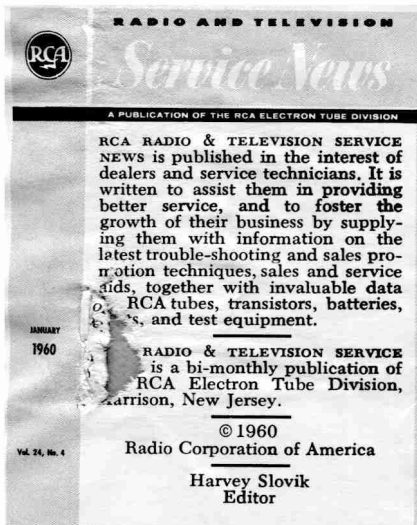 RADIO AND TELEVISION
RCA
Service News
A PUBLICATION OF THE RCA ELECTRON TUBE DIVISION
RCA RADIO & TELEVISION SERVICE
NEWS is published in the interest of
dealers and service technicians. It is
written to assist them in providing
better service, and to foster the
growth of their business by supply-
ing them with information on the
latest trouble-shooting and sales pro-
motion techniques, sales and service
aids, together with invaluable data
RCA tubes, transistors, batteries,
and test equipment.
JANUARY
1960
RADIO & TELEVISION SERVICE
is a bi-monthly publication of
RCA Electron Tube Division,
Harrison, New Jersey.
© 1960
Radio Corporation of America
Vol. 24, No. 4
Harvey Slovik
Editor